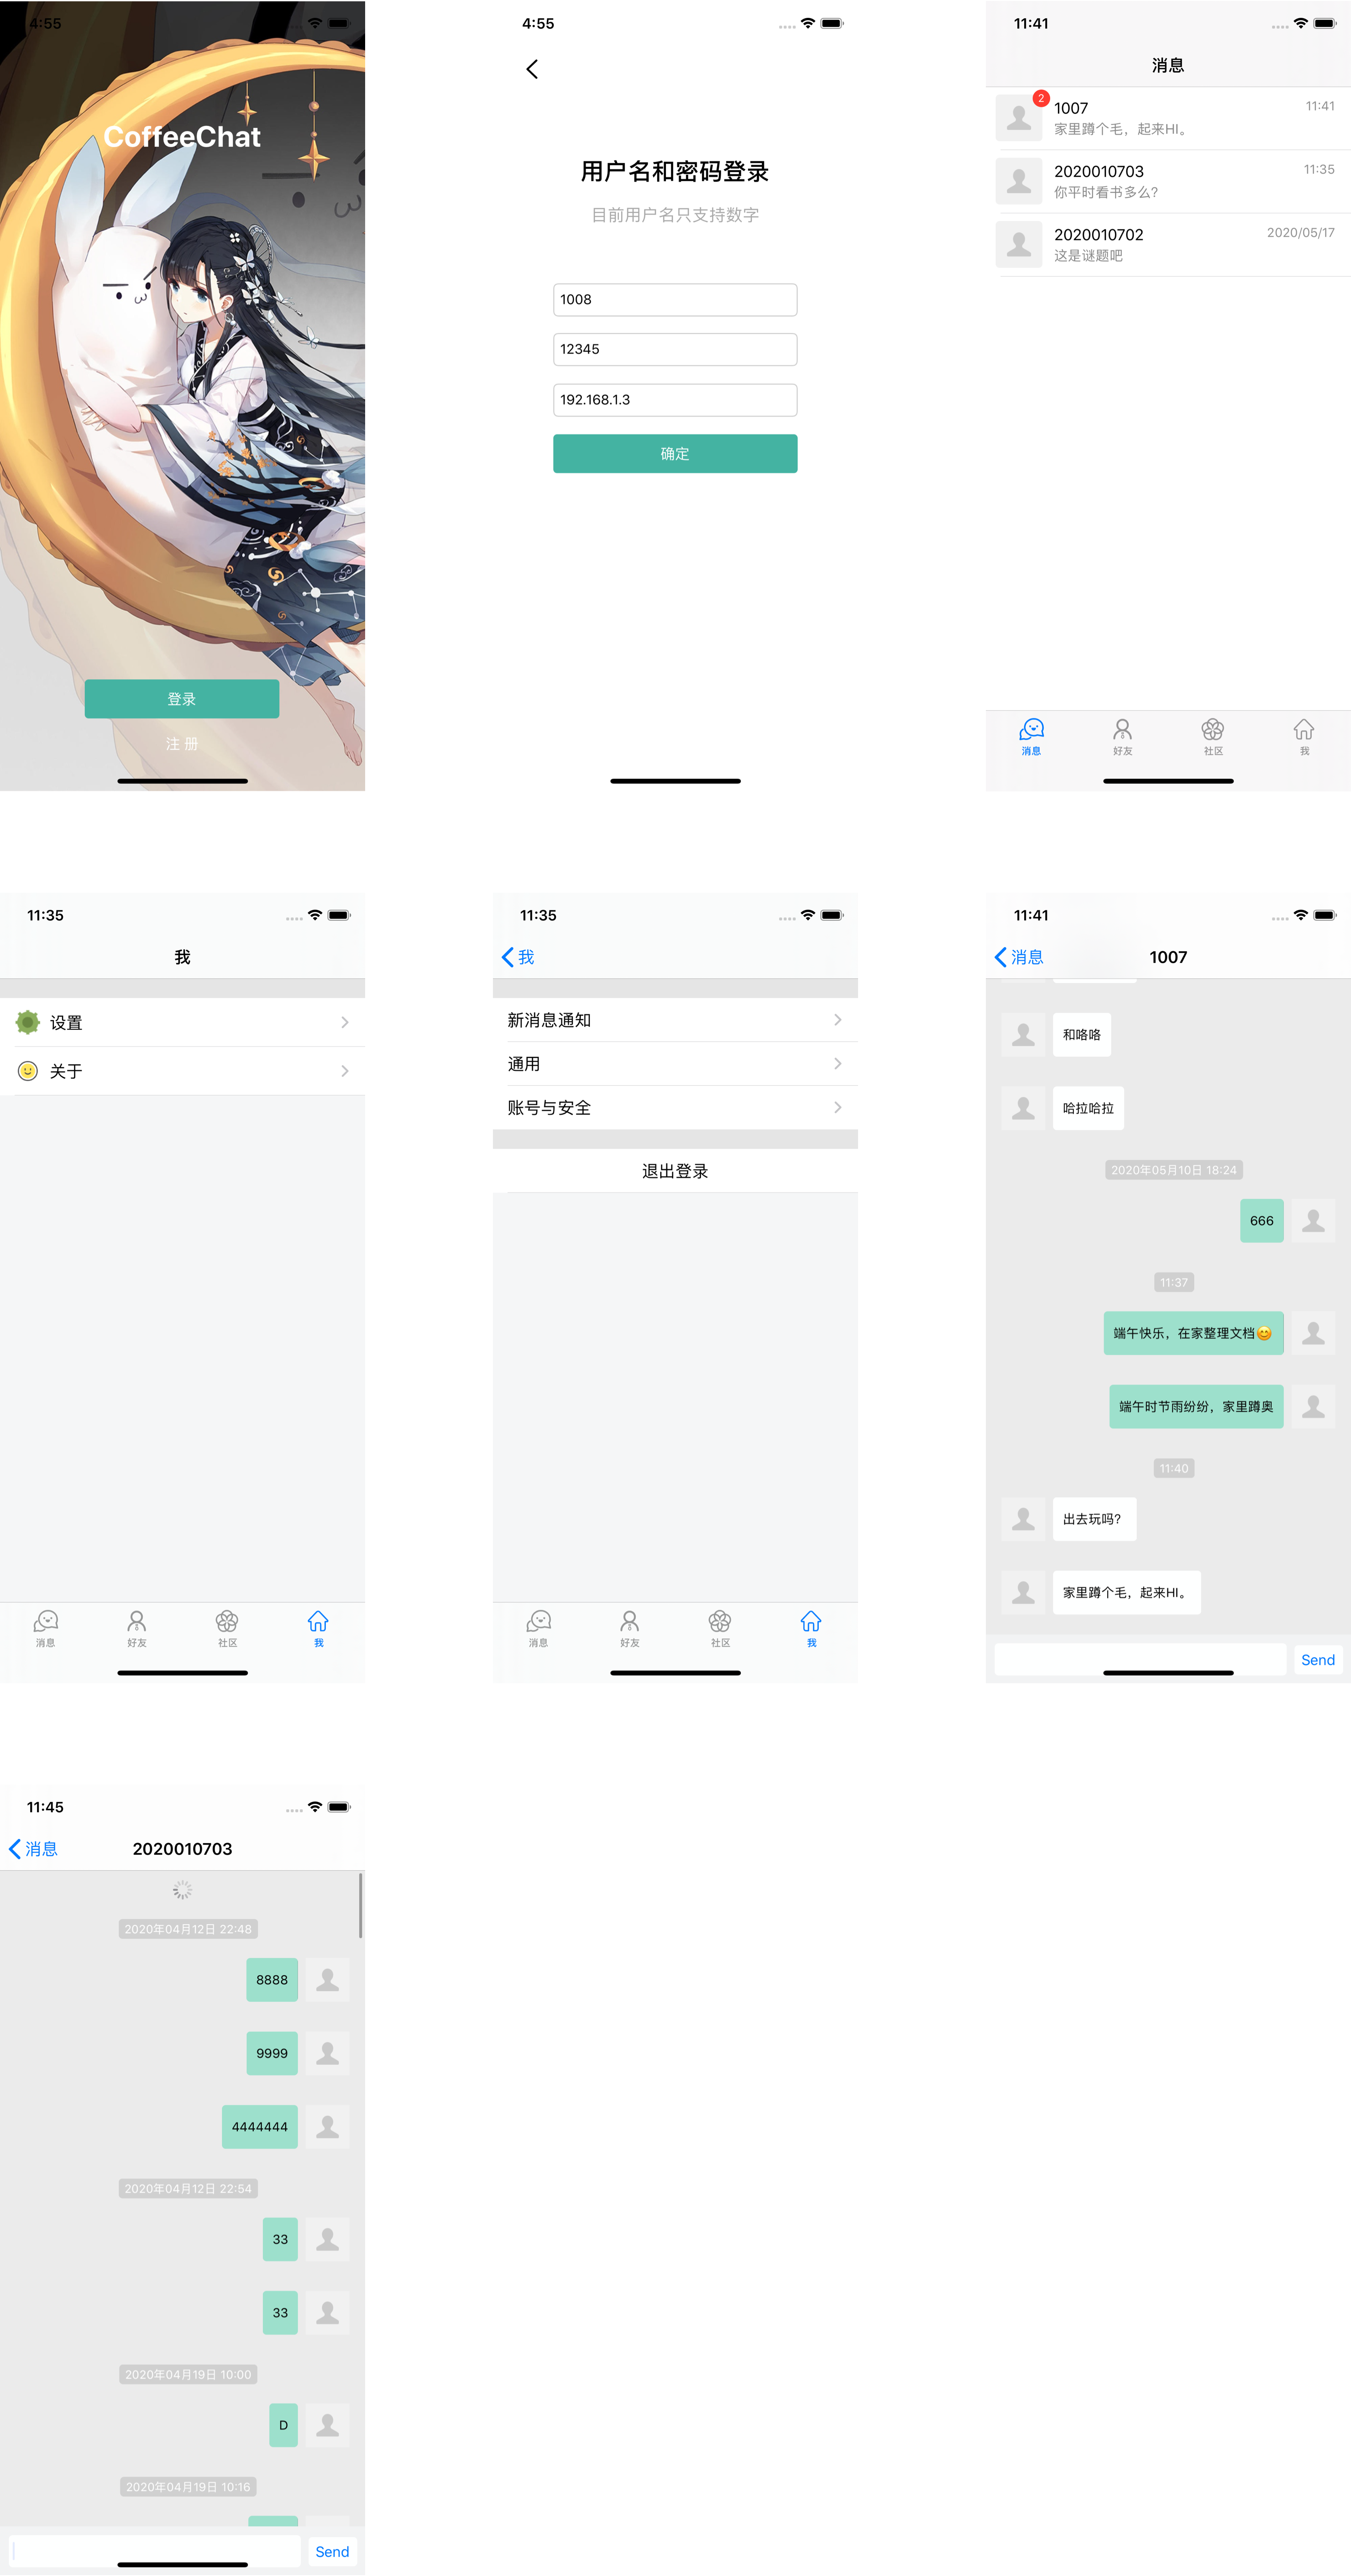 4:55
CoffeeChat
登录
注 册
4:55
用户名和密码登录
目前用户名只支持数字
1008
12345
192.168.1.3
确定
11:41
消息
2
1007
11:41
家里蹲个毛，起来HI。
2020010703
11:35
你平时看书多么?
2020010702
2020/05/17
这是谜题吧
消息
好友
社区
我
11:35
我
设置
关于
消息
好友
社区
我
11:35
我
新消息通知
通用
账号与安全
退出登录
消息
好友
社区
我
11:41
消息
1007
和咯咯
哈拉哈拉
2020年05月10日 18:24
666
11:37
端午快乐，在家整理文档😊
端午时节雨纷纷，家里蹲奥
11:40
出去玩吗？
家里蹲个毛，起来HI。
Send
11:45
消息
2020010703
2020年04月12日 22:48
8888
9999
4444444
2020年04月12日 22:54
33
33
2020年04月19日 10:00
D
2020年04月19日 10:16
Send